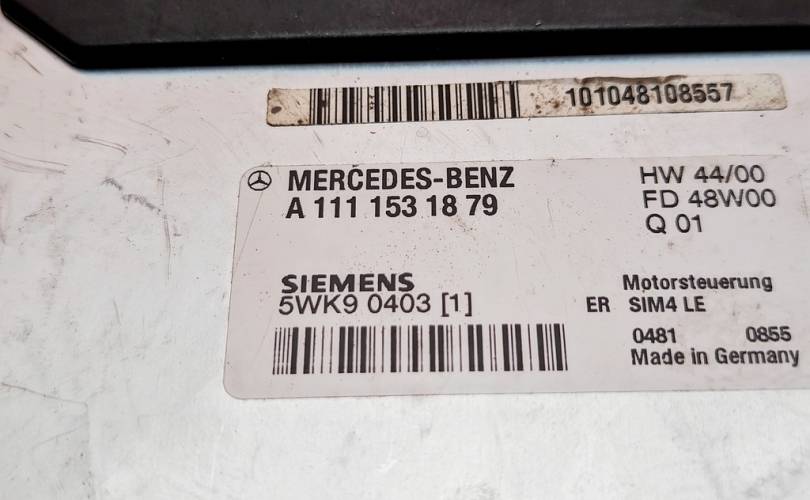 101048108557
MERCEDES-BENZ
A 111 153 18 79
HW 44/00
FD 48W00
Q 01
SIEMENS
5WK9 0403 [1]
Motorsteuerung
ER SIM4 LE
0481 0855
Made in Germany